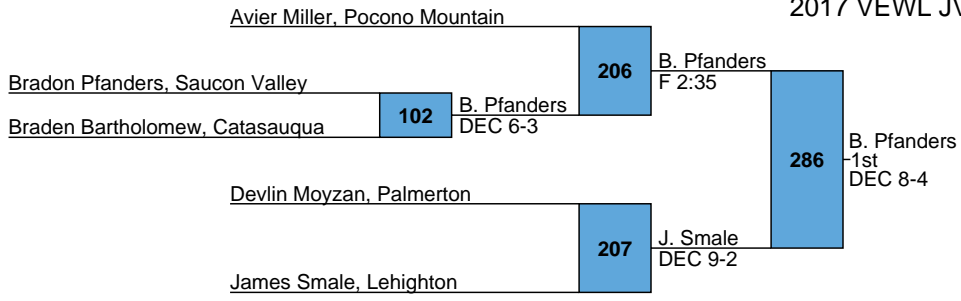 2017 VEWL JV
Avier Miller, Pocono Mountain
206
B. Pfanders
F 2:35
Bradon Pfanders, Saucon Valley
102
B. Pfanders
DEC 6-3
Braden Bartholomew, Catasauqua
286
B. Pfanders
1st
DEC 8-4
Devlin Moyzan, Palmerton
207
J. Smale
DEC 9-2
James Smale, Lehighton